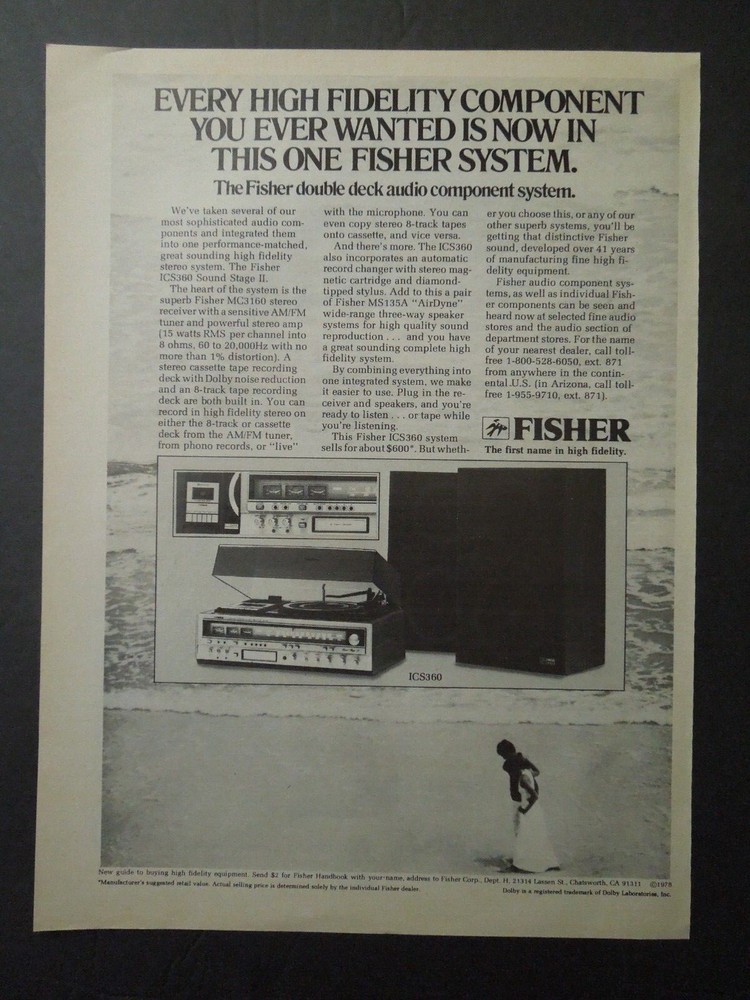 EVERY HIGH FIDELITY COMPONENT
YOU EVER WANTED IS NOW IN
THIS ONE FISHER SYSTEM.
The Fisher double deck audio component system.
We've taken several of our
most sophisticated audio com-
ponents and integrated them
into one performance-matched,
great sounding high fidelity
stereo system. The Fisher
ICS360 Sound Stage II.
The heart of the system is the
superb Fisher MC3160 stereo
receiver with a sensitive AM/FM
tuner and powerful stereo amp
(15 watts RMS per channel into
8 ohms, 60 to 20,000Hz with no
more than 1% distortion). A
stereo cassette tape recording
deck with Dolby noise reduction
and an 8-track tape recording
deck are both built in. You can
record in high fidelity stereo on
either the 8-track or cassette
deck from the AM/FM tuner,
from phono records, or "live"
with the microphone. You can
even copy stereo 8-track tapes
onto cassette, and vice versa.
And there's more. The ICS360
also incorporates an automatic
record changer with stereo mag-
netic cartridge and diamond-
tipped stylus. Add to this a pair
of Fisher MS135A "AirDyne"
wide-range three-way speaker
systems for high quality sound
reproduction . . . and you have
a great sounding complete high
fidelity system.
By combining everything into
one integrated system, we make
it easier to use. Plug in the re-
ceiver and speakers, and you're
ready to listen . . . or tape while
you're listening.
This Fisher ICS360 system
sells for about $600*. But wheth-
er you choose this, or any of our
other superb systems, you'll be
getting that distinctive Fisher
sound, developed over 41 years
of manufacturing fine high fi-
delity equipment.
Fisher audio component sys-
tems, as well as individual Fish-
er components can be seen and
heard now at selected fine audio
stores and the audio section of
department stores. For the name
of your nearest dealer, call toll-
free 1-800-528-6050, ext. 871
from anywhere in the contin-
ental U.S. (in Arizona, call toll-
free 1-955-9710, ext. 871).
FISHER
The first name in high fidelity.
ICS360
New guide to buying high fidelity equipment. Send $2 for Fisher Handbook with your name, address to Fisher Corp., Dept. H, 21314 Lassen St., Chatsworth, CA 91311 ©1978
*Manufacturer's suggested retail value. Actual selling price is determined solely by the individual Fisher dealer.
Dolby is a registered trademark of Dolby Laboratories, Inc.